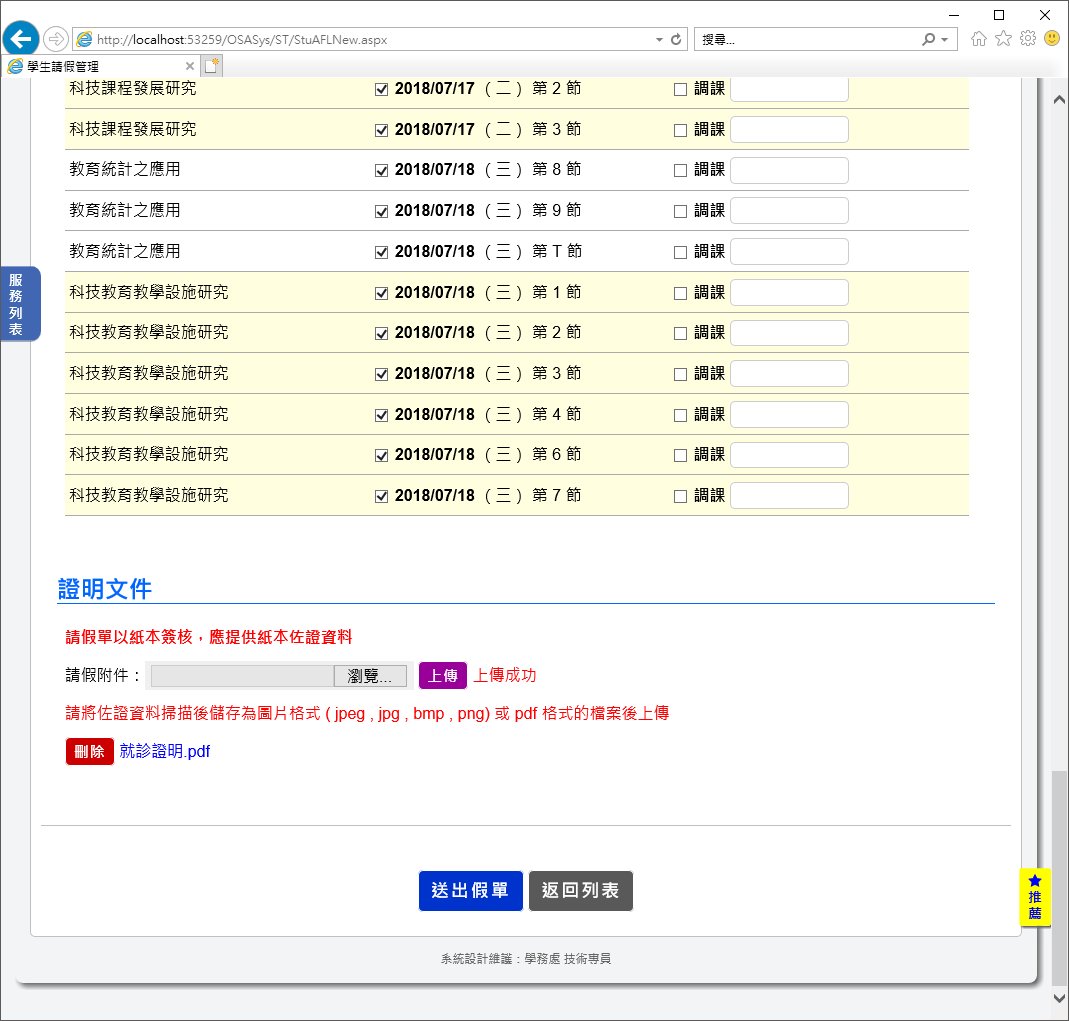 http://localhost:53259/OSASys/ST/StuAFLNew.aspx
搜尋...
學生請假管理
科技課程發展研究 2018/07/17 ( 二 ) 第 2 節 調課
科技課程發展研究 2018/07/17 ( 二 ) 第 3 節 調課
教育統計之應用 2018/07/18 ( 三 ) 第 8 節 調課
教育統計之應用 2018/07/18 ( 三 ) 第 9 節 調課
教育統計之應用 2018/07/18 ( 三 ) 第 T 節 調課
科技教育教學設施研究 2018/07/18 ( 三 ) 第 1 節 調課
科技教育教學設施研究 2018/07/18 ( 三 ) 第 2 節 調課
科技教育教學設施研究 2018/07/18 ( 三 ) 第 3 節 調課
科技教育教學設施研究 2018/07/18 ( 三 ) 第 4 節 調課
科技教育教學設施研究 2018/07/18 ( 三 ) 第 6 節 調課
科技教育教學設施研究 2018/07/18 ( 三 ) 第 7 節 調課
服務列表
證明文件
請假單以紙本簽核，應提供紙本佐證資料
請假附件： 瀏覽... 上傳 上傳成功
請將佐證資料掃描後儲存為圖片格式 ( jpeg , jpg , bmp , png) 或 pdf 格式的檔案後上傳
刪除 就診證明.pdf
送出假單 返回列表
推薦
系統設計維護：學務處 技術專員